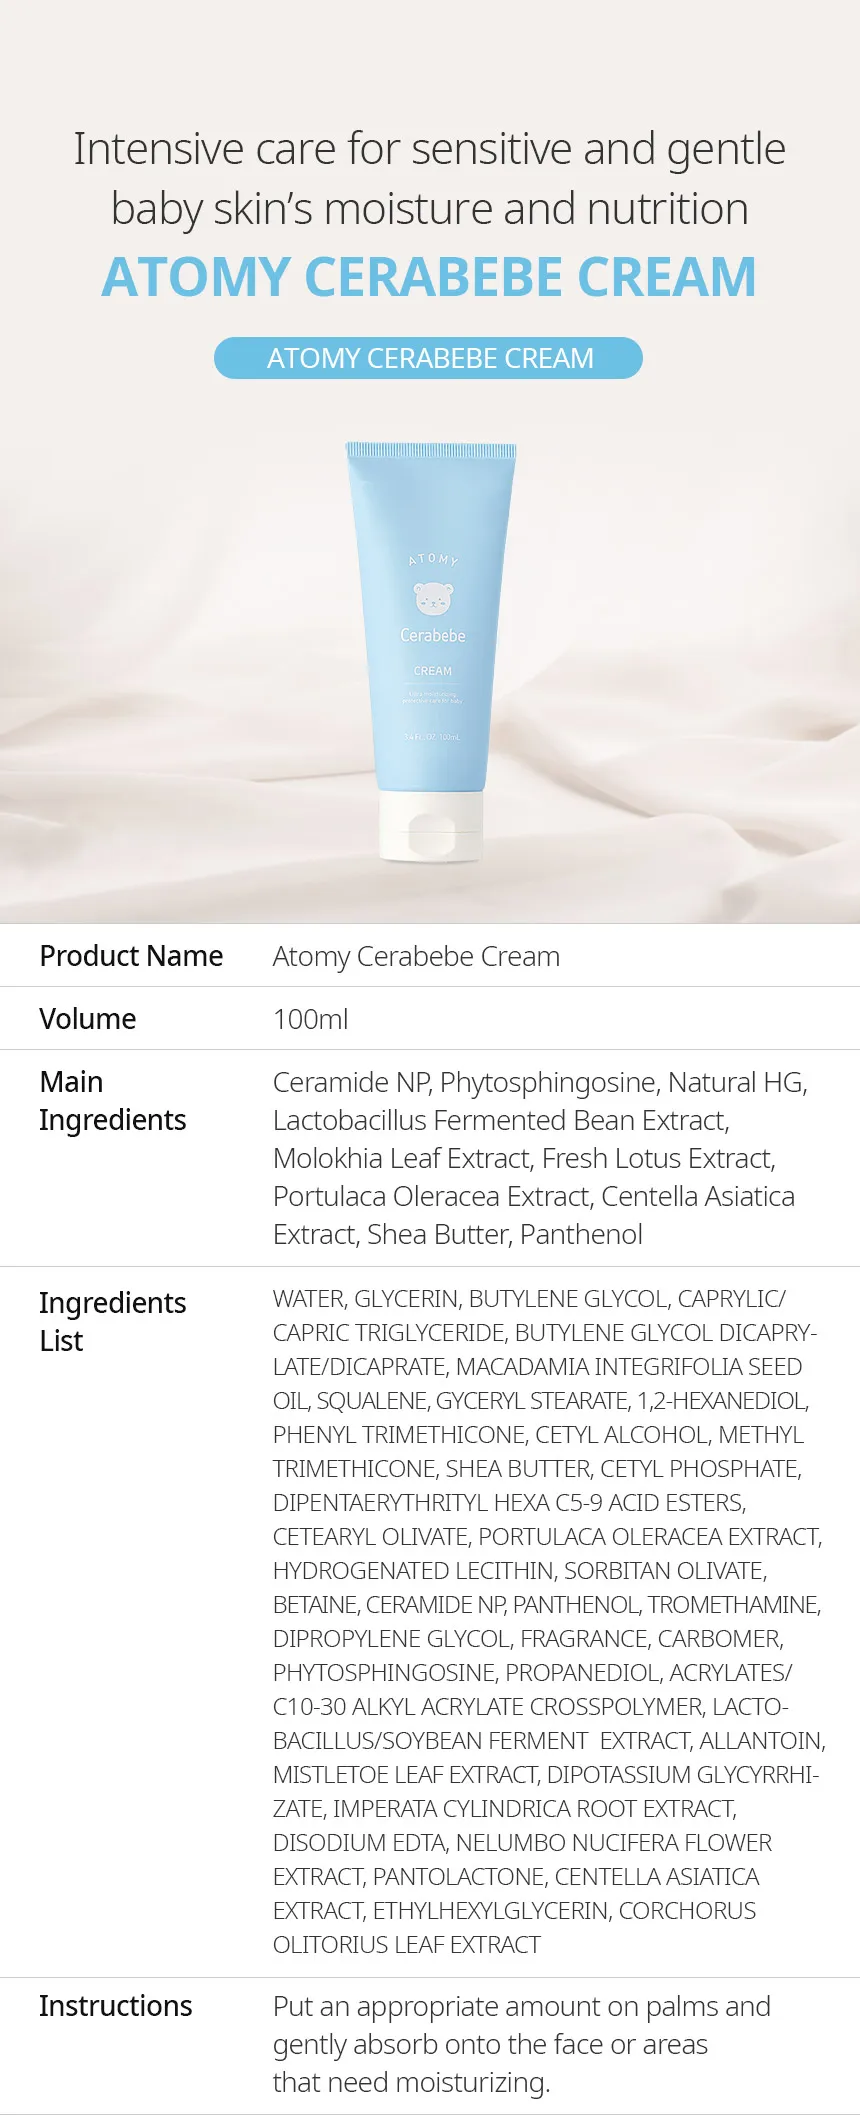 Intensive care for sensitive and gentle
baby skin's moisture and nutrition
ATOMY CERABEBE CREAM
ATOMY CERABEBE CREAM
ATOMY
Cerabebe
CREAM
3.4 FL.OZ. 100mL
Product Name
Atomy Cerabebe Cream
Volume
100ml
Main
Ingredients
Ceramide NP, Phytosphingosine, Natural HG,
Lactobacillus Fermented Bean Extract,
Molokhia Leaf Extract, Fresh Lotus Extract,
Portulaca Oleracea Extract, Centella Asiatica
Extract, Shea Butter, Panthenol
Ingredients
List
WATER, GLYCERIN, BUTYLENE GLYCOL, CAPRYLIC/
CAPRIC TRIGLYCERIDE, BUTYLENE GLYCOL DICAPRY-
LATE/DICAPRATE, MACADAMIA INTEGRIFOLIA SEED
OIL, SQUALENE, GYCERYL STEARATE, 1,2-HEXANEDIOL,
PHENYL TRIMETHICONE, CETYL ALCOHOL, METHYL
TRIMETHICONE, SHEA BUTTER, CETYL PHOSPHATE,
DIPENTAERYTHRITYL HEXA C5-9 ACID ESTERS,
CETEARYL OLIVATE, PORTULACA OLERACEA EXTRACT,
HYDROGENATED LECITHIN, SORBITAN OLIVATE,
BETAINE, CERAMIDE NP, PANTHENOL, TROMETHAMINE,
DIPROPYLENE GLYCOL, FRAGRANCE, CARBOMER,
PHYTOSPHINGOSINE, PROPANEDIOL, ACRYLATES/
C10-30 ALKYL ACRYLATE CROSSPOLYMER, LACTO-
BACILLUS/SOYBEAN FERMENT  EXTRACT, ALLANTOIN,
MISTLETOE LEAF EXTRACT, DIPOTASSIUM GLYCYRRHI-
ZATE, IMPERATA CYLINDRICA ROOT EXTRACT,
DISODIUM EDTA, NELUMBO NUCIFERA FLOWER
EXTRACT, PANTOLACTONE, CENTELLA ASIATICA
EXTRACT, ETHYLHEXYLGLYCERIN, CORCHORUS
OLITORIUS LEAF EXTRACT
Instructions
Put an appropriate amount on palms and
gently absorb onto the face or areas
that need moisturizing.